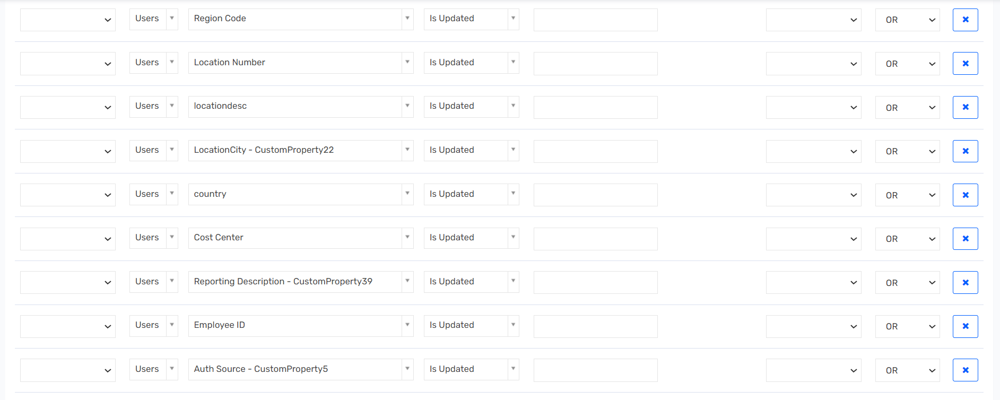 Users Region Code Is Updated OR
Users Location Number Is Updated OR
Users locationdesc Is Updated OR
Users LocationCity - CustomProperty22 Is Updated OR
Users country Is Updated OR
Users Cost Center Is Updated OR
Users Reporting Description - CustomProperty39 Is Updated OR
Users Employee ID Is Updated OR
Users Auth Source - CustomProperty5 Is Updated OR